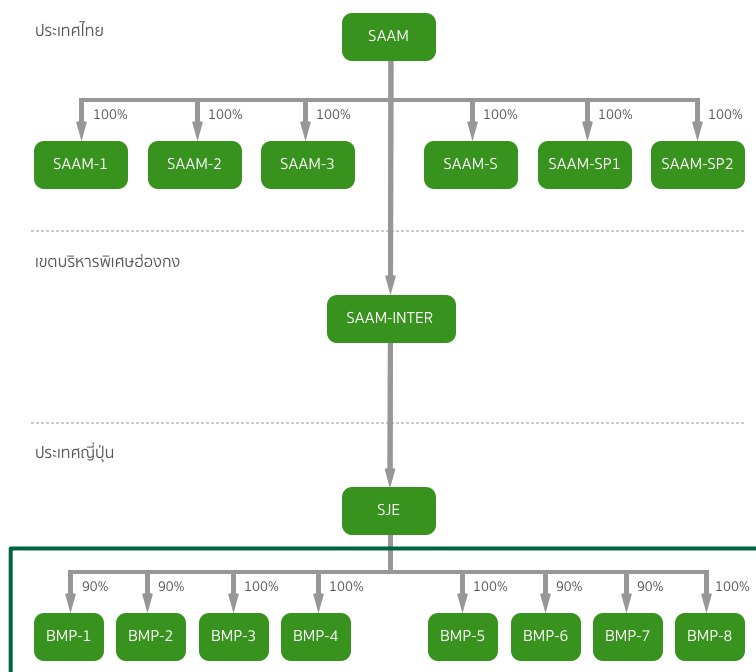 ประเทศไทย
SAAM
100% 100% 100% 100% 100% 100%
SAAM-1 SAAM-2 SAAM-3 SAAM-S SAAM-SP1 SAAM-SP2
เขตบริหารพิเศษฮ่องกง
SAAM-INTER
ประเทศญี่ปุ่น
SJE
90% 90% 100% 100% 100% 90% 90% 100%
BMP-1 BMP-2 BMP-3 BMP-4 BMP-5 BMP-6 BMP-7 BMP-8